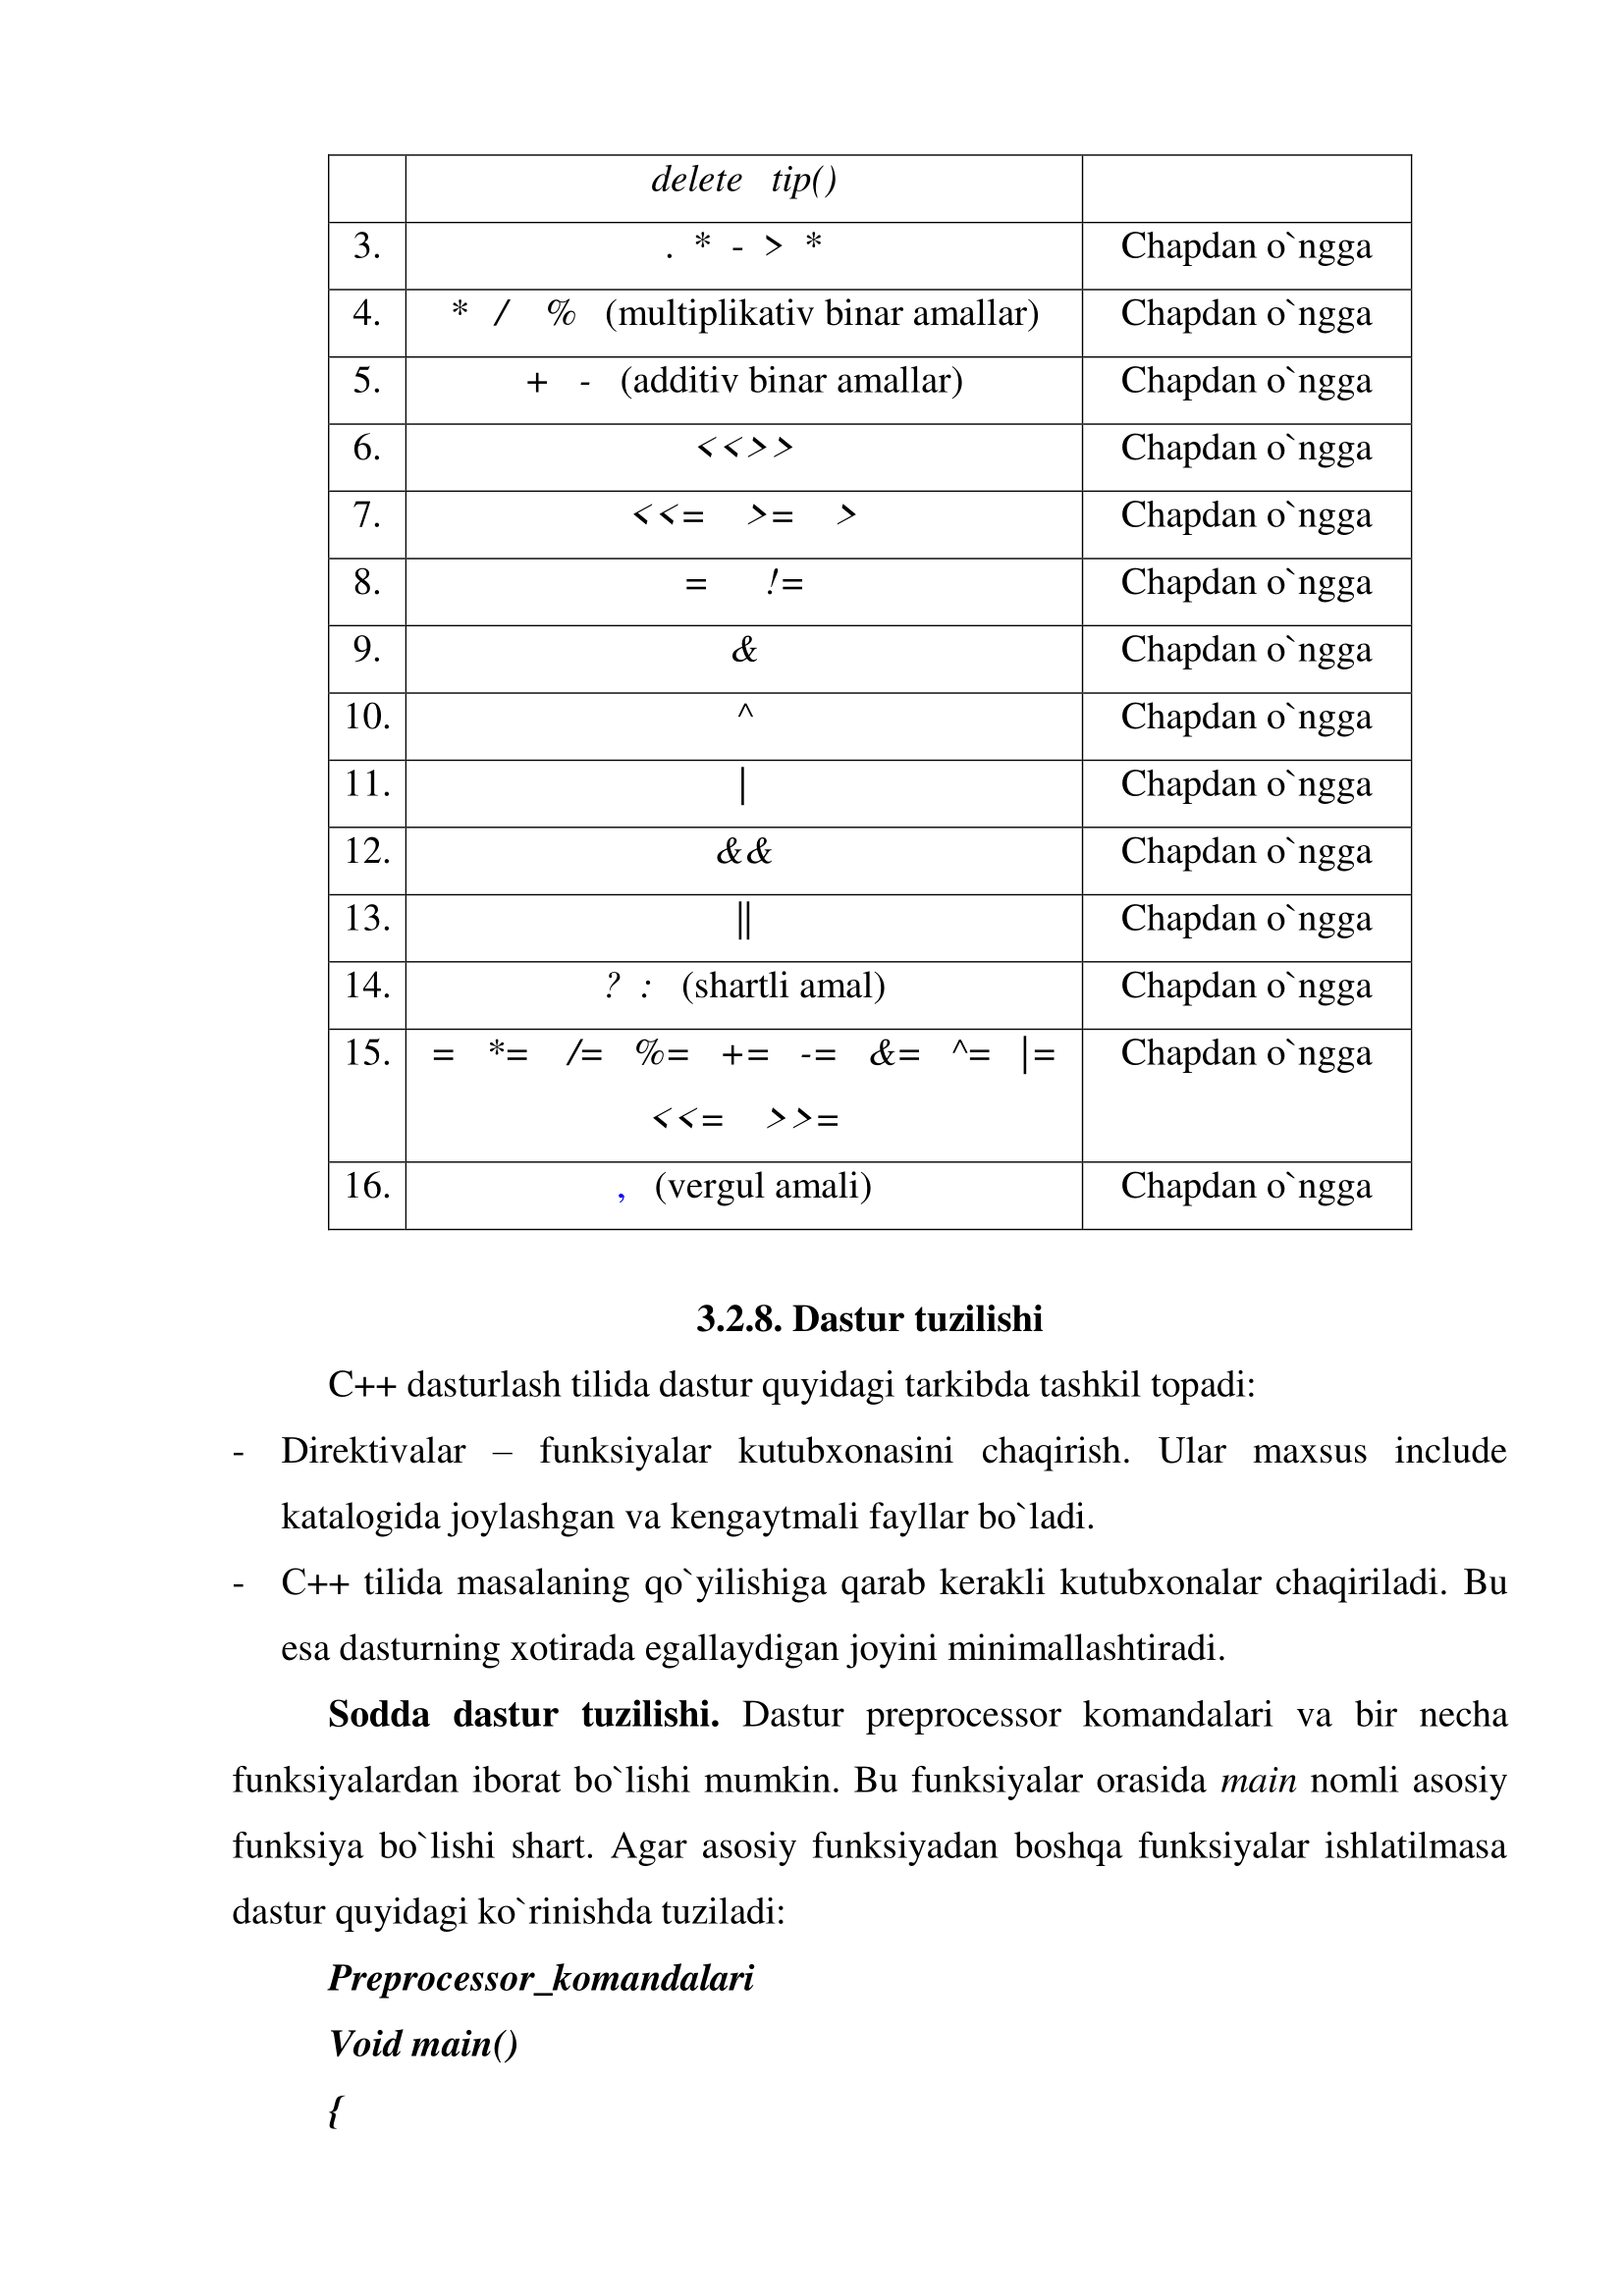 delete tip()
3. . * - > * Chapdan o`ngga
4. * / % (multiplikativ binar amallar) Chapdan o`ngga
5. + - (additiv binar amallar) Chapdan o`ngga
6. <<>> Chapdan o`ngga
7. <<= >= > Chapdan o`ngga
8. = != Chapdan o`ngga
9. & Chapdan o`ngga
10. ^ Chapdan o`ngga
11. | Chapdan o`ngga
12. && Chapdan o`ngga
13. || Chapdan o`ngga
14. ? : (shartli amal) Chapdan o`ngga
15. = *= /= %= += -= &= ^= |= Chapdan o`ngga
<<= >>=
16. , (vergul amali) Chapdan o`ngga
3.2.8. Dastur tuzilishi
C++ dasturlash tilida dastur quyidagi tarkibda tashkil topadi:
- Direktivalar – funksiyalar kutubxonasini chaqirish. Ular maxsus include
katalogida joylashgan va kengaytmali fayllar bo`ladi.
- C++ tilida masalaning qo`yilishiga qarab kerakli kutubxonalar chaqiriladi. Bu
esa dasturning xotirada egallaydigan joyini minimallashtiradi.
Sodda dastur tuzilishi. Dastur preprocessor komandalari va bir necha
funksiyalardan iborat bo`lishi mumkin. Bu funksiyalar orasida main nomli asosiy
funksiya bo`lishi shart. Agar asosiy funksiyadan boshqa funksiyalar ishlatilmasa
dastur quyidagi ko`rinishda tuziladi:
Preprocessor_komandalari
Void main()
{